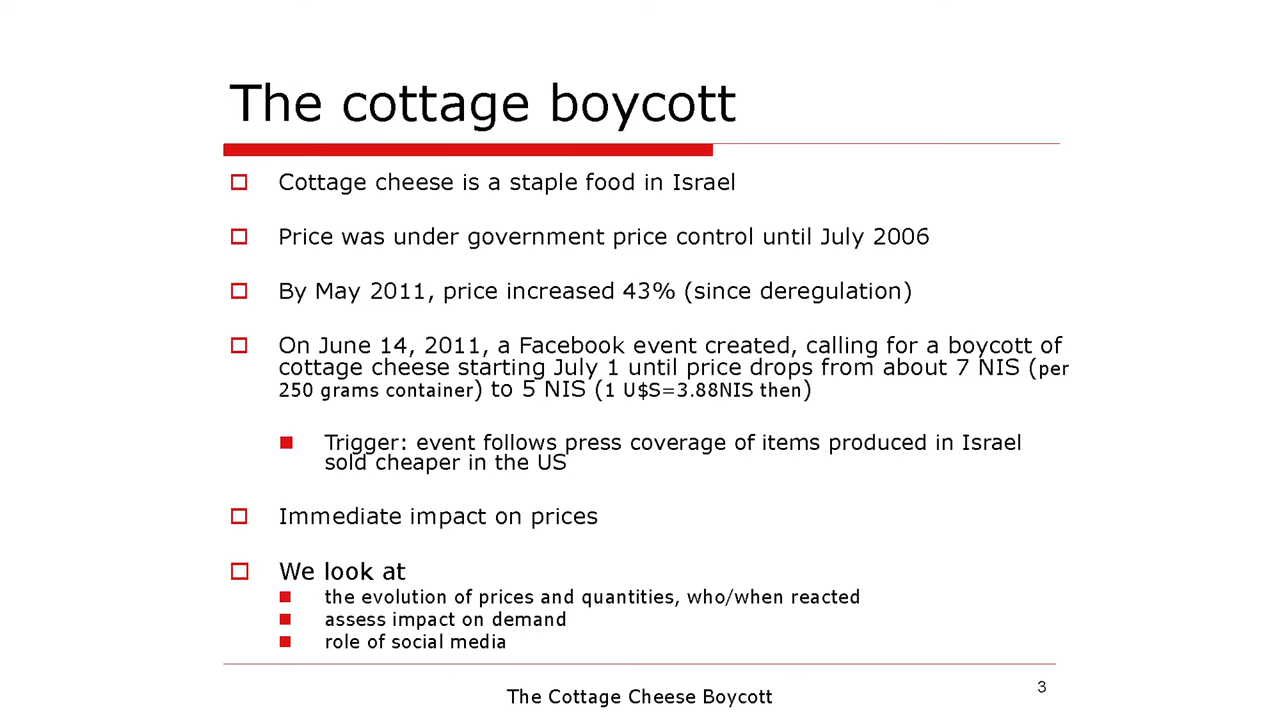 The cottage boycott
Cottage cheese is a staple food in Israel
Price was under government price control until July 2006
By May 2011, price increased 43% (since deregulation)
On June 14, 2011, a Facebook event created, calling for a boycott of
cottage cheese starting July 1 until price drops from about 7 NIS (per
250 grams container) to 5 NIS (1 U$S=3.88NIS then)
Trigger: event follows press coverage of items produced in Israel
sold cheaper in the US
Immediate impact on prices
We look at
the evolution of prices and quantities, who/when reacted
assess impact on demand
role of social media
The Cottage Cheese Boycott
3